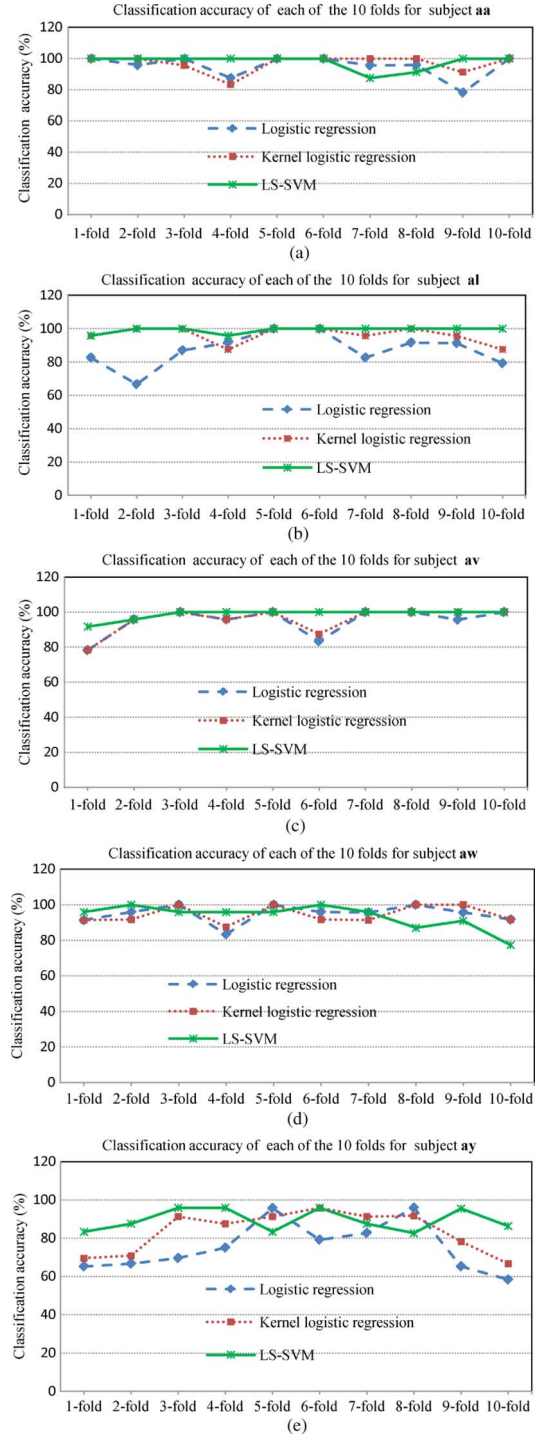 Classification accuracy of each of the 10 folds for subject aa
Classification accuracy (%)
120
100
80
60
40
20
0
Logistic regression
Kernel logistic regression
LS-SVM
1-fold 2-fold 3-fold 4-fold 5-fold 6-fold 7-fold 8-fold 9-fold 10-fold
(a)
Classification accuracy of each of the 10 folds for subject al
Classification accuracy (%)
120
100
80
60
40
20
0
Logistic regression
Kernel logistic regression
LS-SVM
1-fold 2-fold 3-fold 4-fold 5-fold 6-fold 7-fold 8-fold 9-fold 10-fold
(b)
Classification accuracy of each of the 10 folds for subject av
Classification accuracy (%)
120
100
80
60
40
20
0
Logistic regression
Kernel logistic regression
LS-SVM
1-fold 2-fold 3-fold 4-fold 5-fold 6-fold 7-fold 8-fold 9-fold 10-fold
(c)
Classification accuracy of each of the 10 folds for subject aw
Classification accuracy (%)
120
100
80
60
40
20
0
Logistic regression
Kernel logistic regression
LS-SVM
1-fold 2-fold 3-fold 4-fold 5-fold 6-fold 7-fold 8-fold 9-fold 10-fold
(d)
Classification accuracy of each of the 10 folds for subject ay
Classification accuracy (%)
120
100
80
60
40
20
0
Logistic regression
Kernel logistic regression
LS-SVM
1-fold 2-fold 3-fold 4-fold 5-fold 6-fold 7-fold 8-fold 9-fold 10-fold
(e)